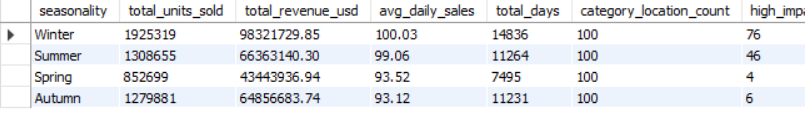 seasonality total_units_sold total_revenue_usd avg_daily_sales total_days category_location_count high_impa
Winter 1925319 98321729.85 100.03 14836 100 76
Summer 1308655 66363140.30 99.06 11264 100 46
Spring 852699 43443936.94 93.52 7495 100 4
Autumn 1279881 64856683.74 93.12 11231 100 6